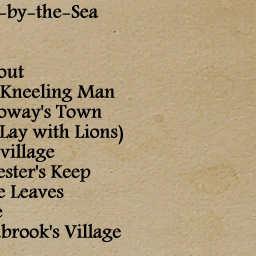 -by-the-Sea
out
Kneeling Man
oway's Town
Lay with Lions)
village
ester's Keep
e Leaves
e
brook's Village